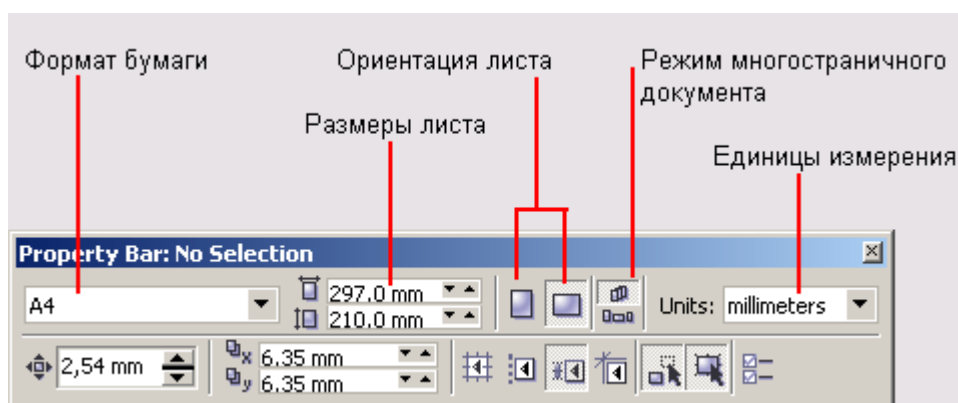 Формат бумаги
Ориентация листа
Режим многостраничного
документа
Размеры листа
Единицы измерения
Property Bar: No Selection
A4
297.0 mm
210.0 mm
Units: millimeters
2,54 mm
x 6.35 mm
y 6.35 mm